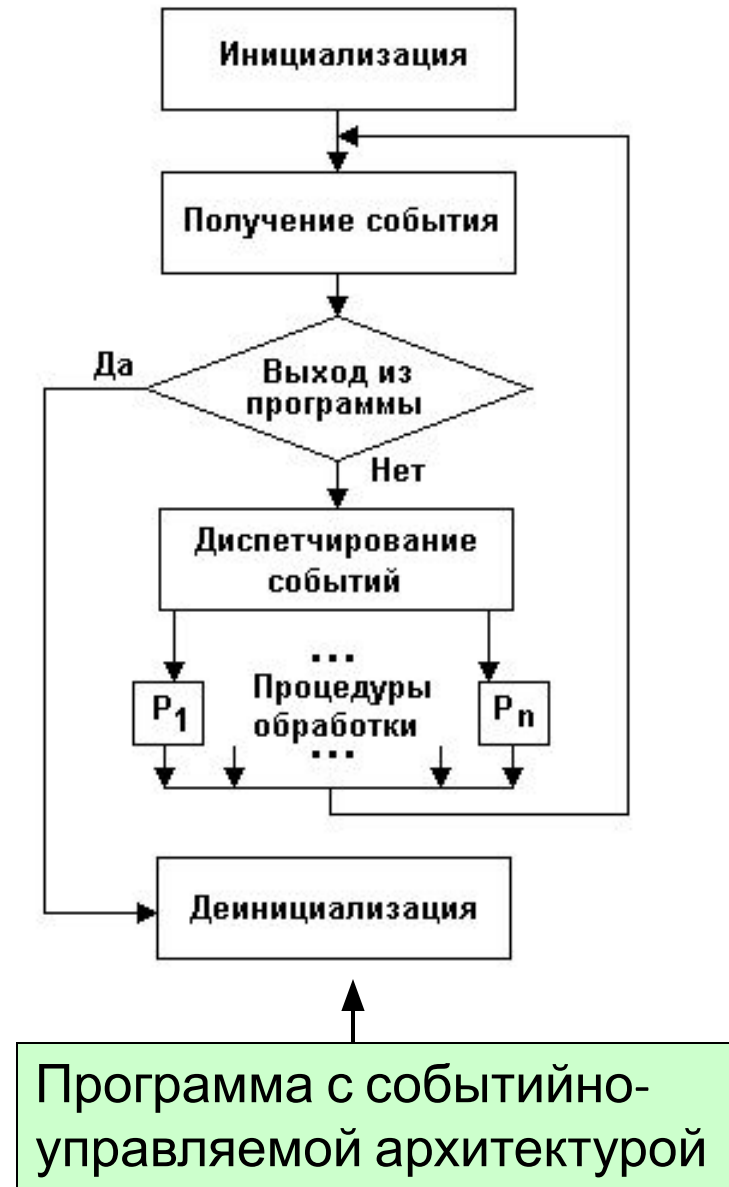 Инициализация
Получение события
Да
Выход из
программы
Нет
Диспетчирование
событий
...
Процедуры
обработки
...
P1
Pn
Деинициализация
Программа с событийно-
управляемой архитектурой